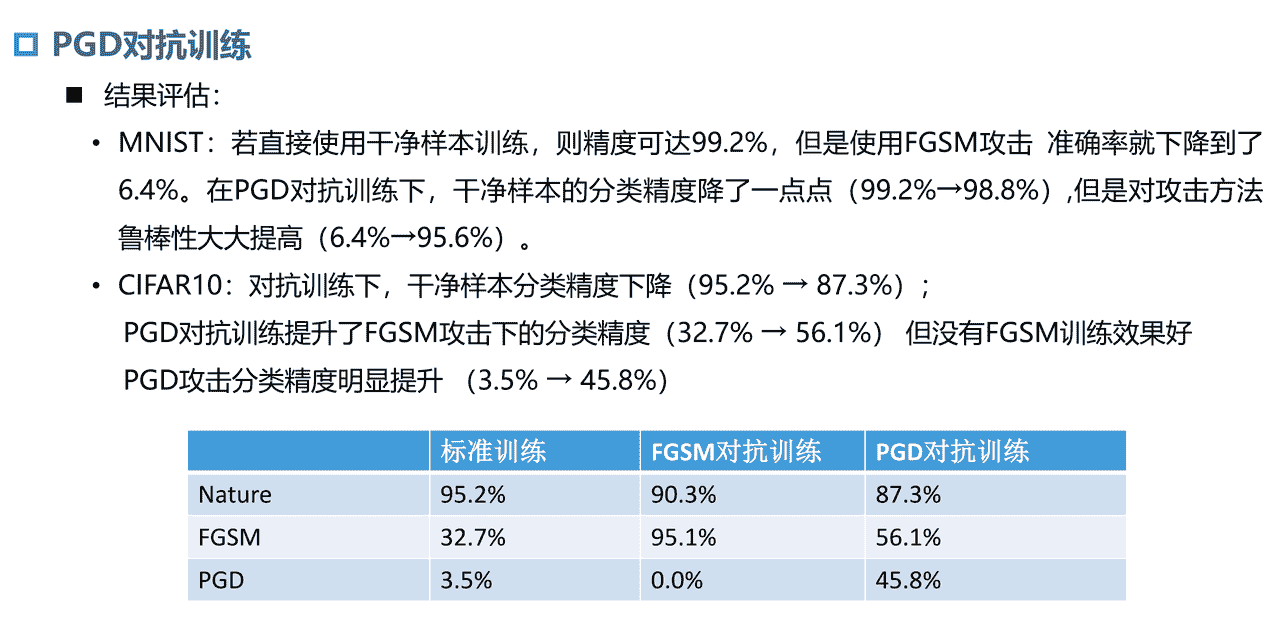 PGD对抗训练
结果评估：
MNIST：若直接使用干净样本训练，则精度可达99.2%，但是使用FGSM攻击 准确率就下降到了
6.4%。在PGD对抗训练下，干净样本的分类精度降了一点点（99.2%→98.8%）,但是对攻击方法
鲁棒性大大提高（6.4%→95.6%）。
CIFAR10：对抗训练下，干净样本分类精度下降（95.2% → 87.3%）；
PGD对抗训练提升了FGSM攻击下的分类精度（32.7% → 56.1%） 但没有FGSM训练效果好
PGD攻击分类精度明显提升 （3.5% → 45.8%）
标准训练 FGSM对抗训练 PGD对抗训练
Nature 95.2% 90.3% 87.3%
FGSM 32.7% 95.1% 56.1%
PGD 3.5% 0.0% 45.8%